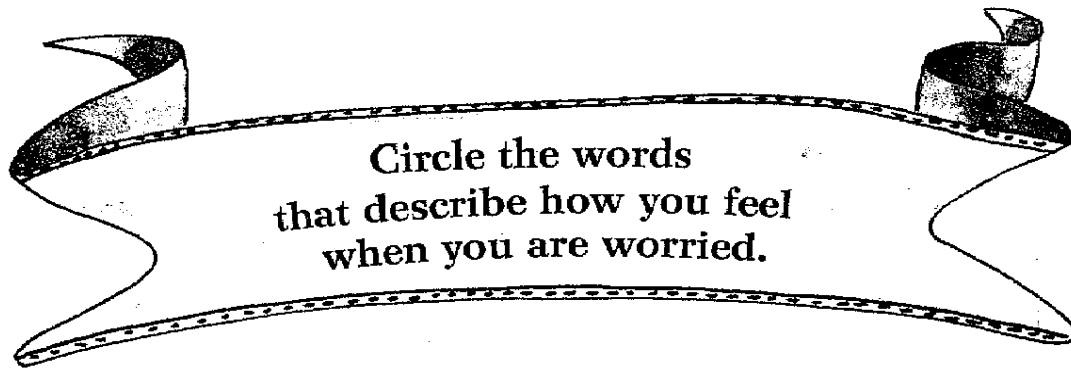 Circle the words
that describe how you feel
when you are worried.